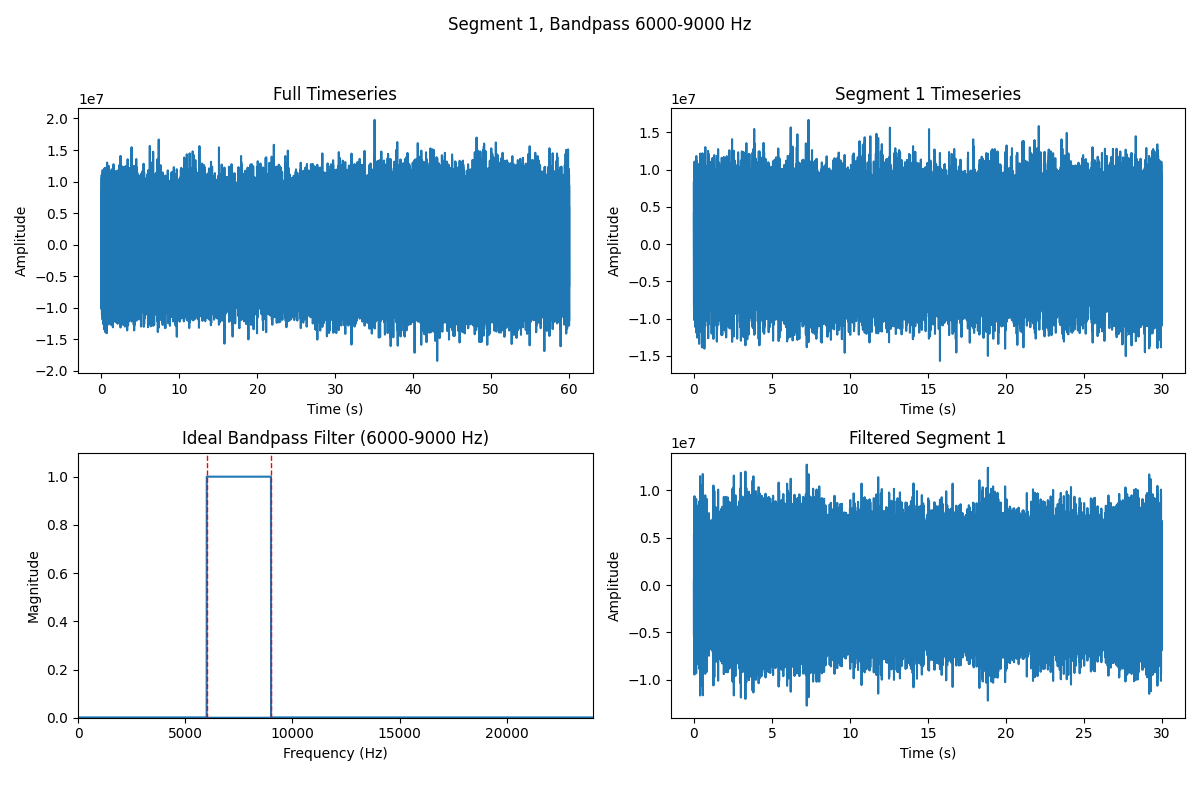 Segment 1, Bandpass 6000-9000 Hz
Full Timeseries
1e7
2.0
1.5
1.0
0.5
0.0
−0.5
−1.0
−1.5
−2.0
Amplitude
0 10 20 30 40 50 60
Time (s)
Segment 1 Timeseries
1e7
1.5
1.0
0.5
0.0
−0.5
−1.0
−1.5
Amplitude
0 5 10 15 20 25 30
Time (s)
Ideal Bandpass Filter (6000-9000 Hz)
1.0
0.8
0.6
0.4
0.2
0.0
Magnitude
0 5000 10000 15000 20000
Frequency (Hz)
Filtered Segment 1
1e7
1.0
0.5
0.0
−0.5
−1.0
Amplitude
0 5 10 15 20 25 30
Time (s)